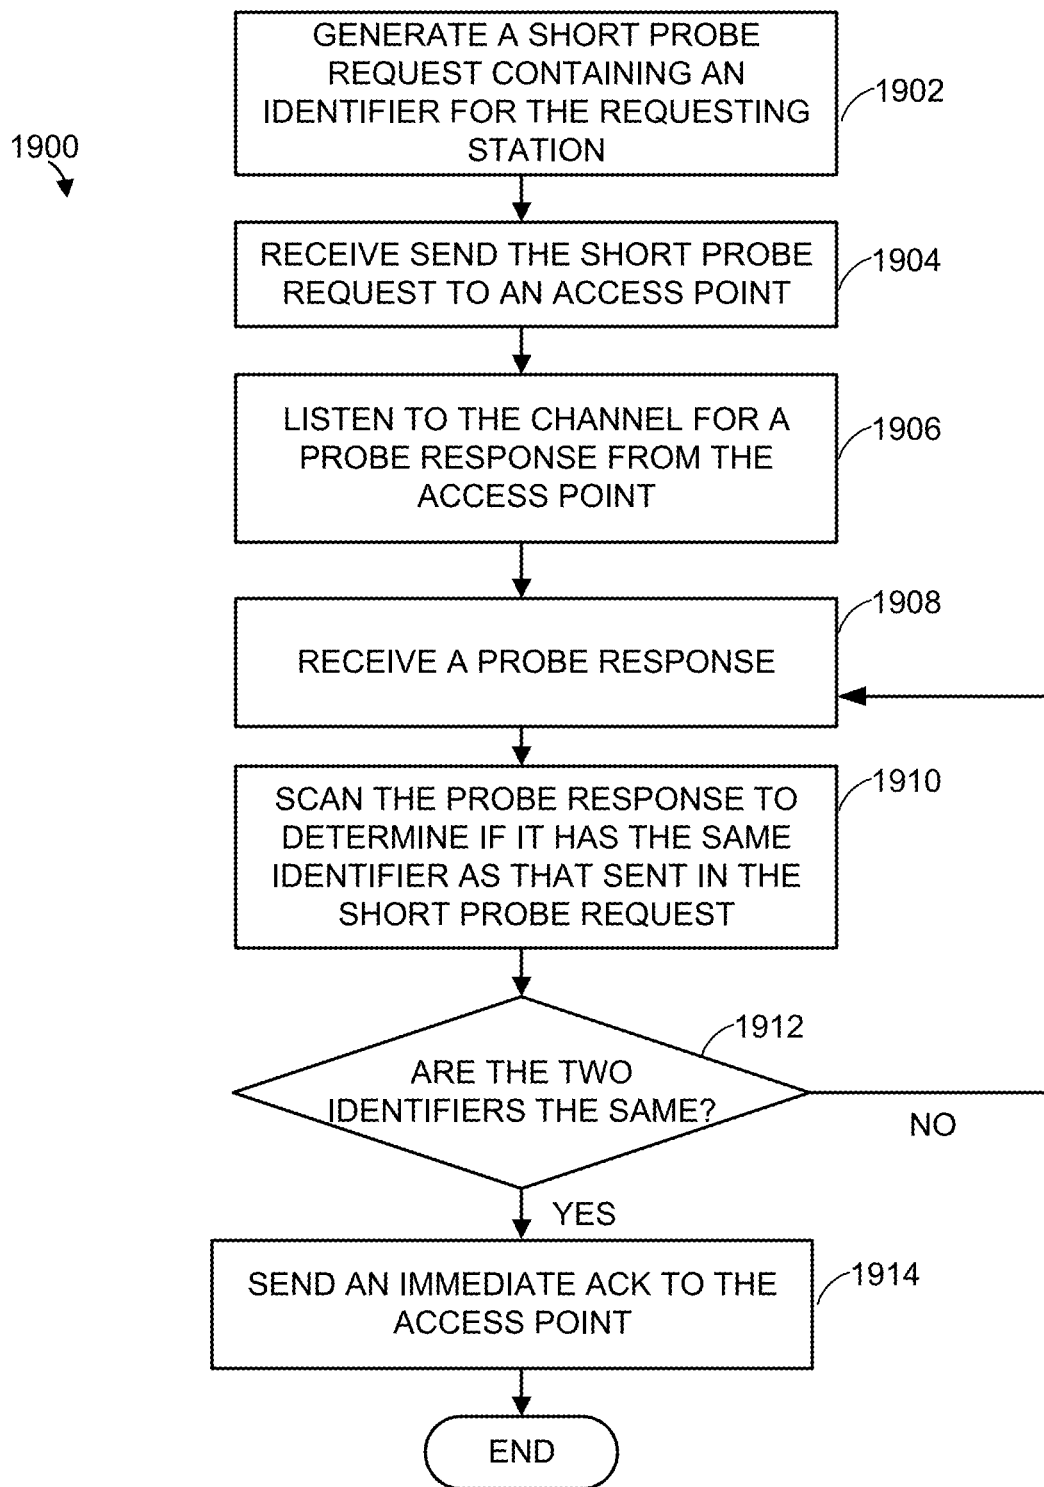 GENERATE A SHORT PROBE
REQUEST CONTAINING AN
IDENTIFIER FOR THE REQUESTING
STATION
1902
1900
RECEIVE SEND THE SHORT PROBE
REQUEST TO AN ACCESS POINT
1904
LISTEN TO THE CHANNEL FOR A
PROBE RESPONSE FROM THE
ACCESS POINT
1906
RECEIVE A PROBE RESPONSE
1908
SCAN THE PROBE RESPONSE TO
DETERMINE IF IT HAS THE SAME
IDENTIFIER AS THAT SENT IN THE
SHORT PROBE REQUEST
1910
ARE THE TWO
IDENTIFIERS THE SAME?
1912
NO
YES
SEND AN IMMEDIATE ACK TO THE
ACCESS POINT
1914
END